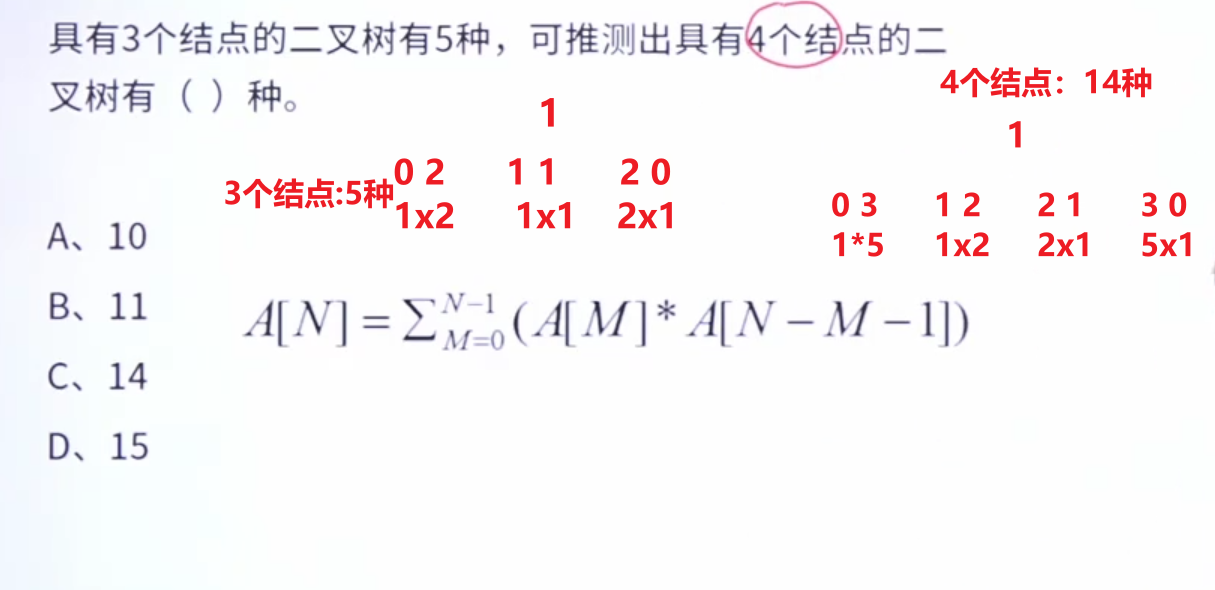 具有3个结点的二叉树有5种，可推测出具有4个结点的二
叉树有（ ）种。
4个结点：14种
1
1
3个结点:5种
0 2 1 1 2 0
1x2 1x1 2x1
0 3 1 2 2 1 3 0
1*5 1x2 2x1 5x1
A、10
B、11
A[N] = ∑_{M=0}^{N−1} (A[M]* A[N − M −1])
C、14
D、15